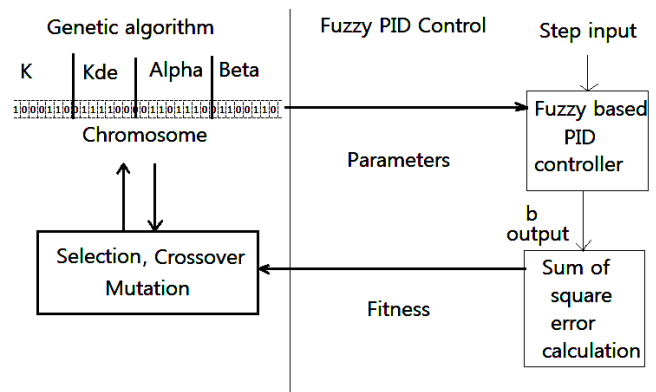 Genetic algorithm
Fuzzy PID Control
Step input
K Kde Alpha Beta
Chromosome
Fuzzy based
PID
controller
Parameters
b
output
Selection, Crossover
Mutation
Sum of
square
error
calculation
Fitness